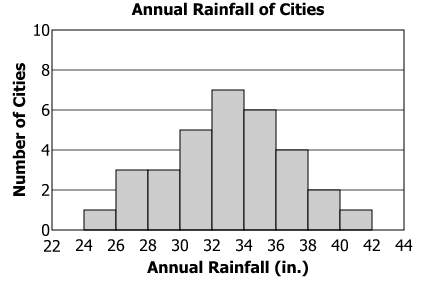 Annual Rainfall of Cities
Number of Cities
10
8
6
4
2
0
22 24 26 28 30 32 34 36 38 40 42 44
Annual Rainfall (in.)